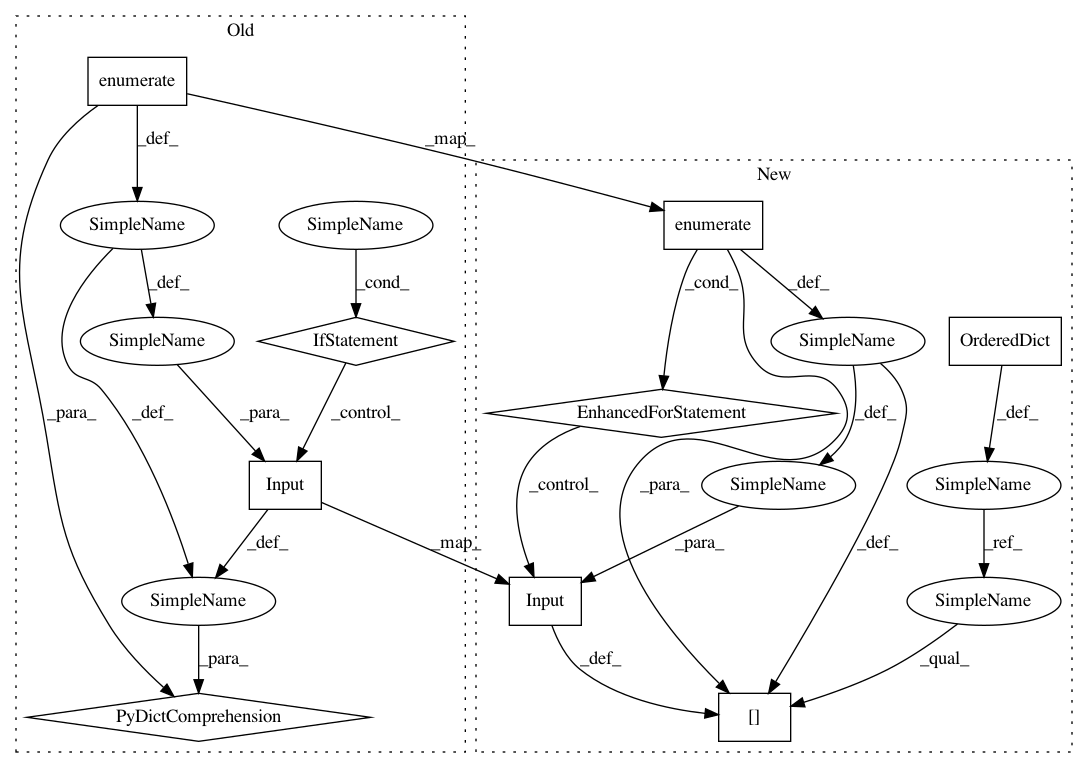 Old
enumerate
_def_
_map_
New
SimpleName
SimpleName
enumerate
_def_
_cond_
_cond_
_def_
SimpleName
IfStatement
SimpleName
OrderedDict
_para_
_def_
_para_
_control_
EnhancedForStatement
_def_
_def_
Input
_control_
_para_
SimpleName
SimpleName
_def_
_map_
_para_
_def_
_ref_
SimpleName
Input
SimpleName
_para_
_def_
_qual_
PyDictComprehension
[]